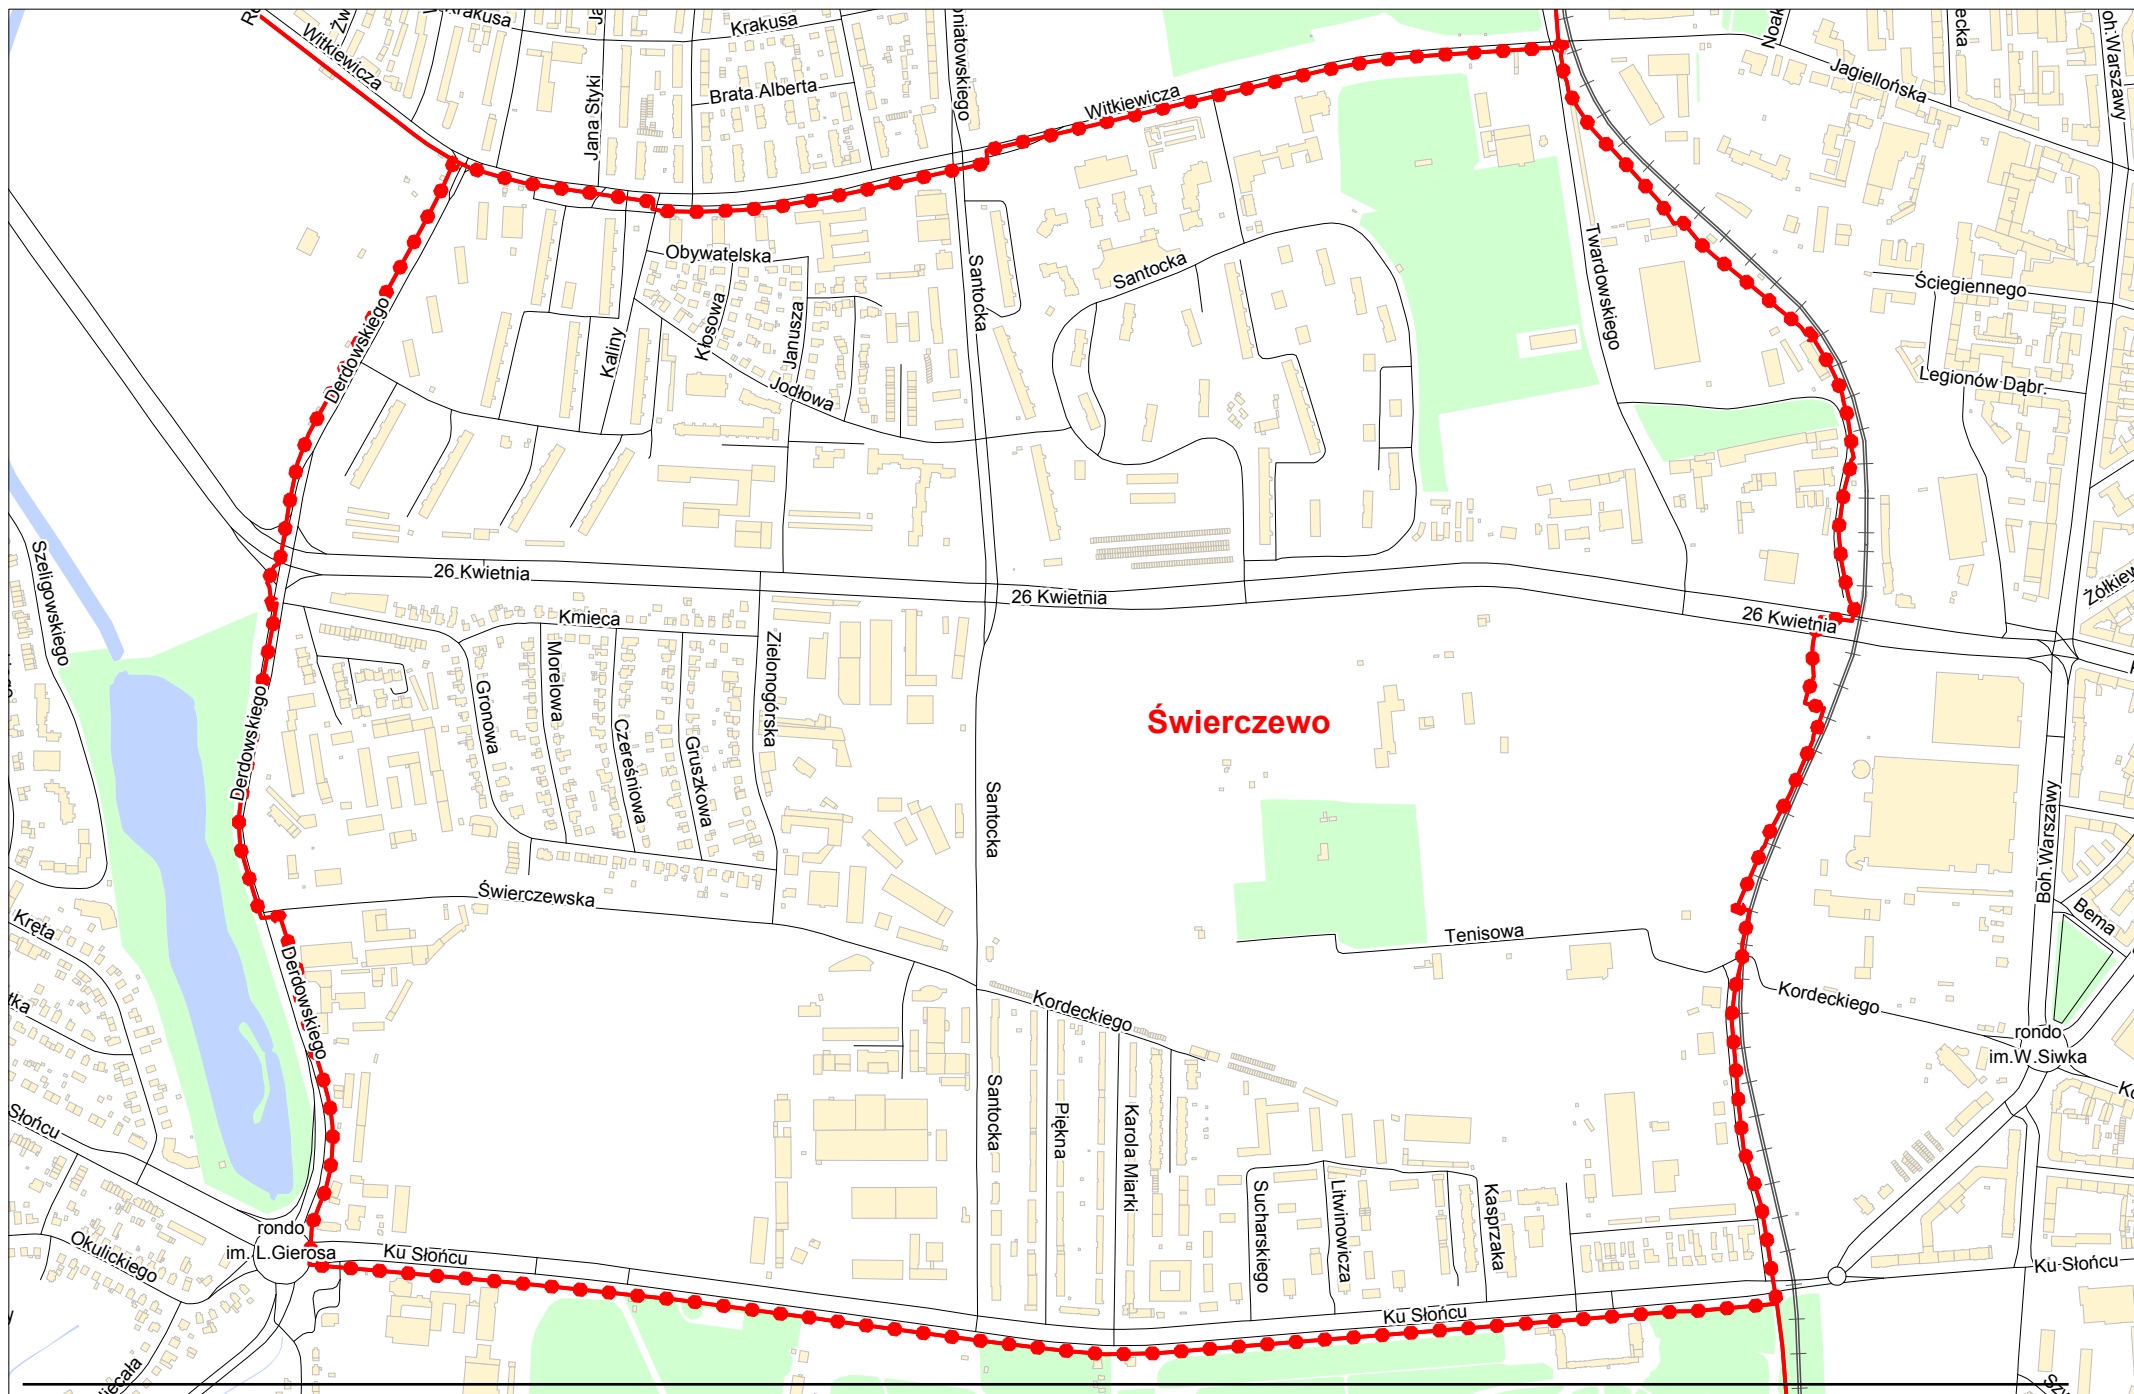 Krakusa
Krakusa
Witkiewicza
Jana Styki
Brata Alberta
Witkiewicza
Jagiellońska
Boh.Warszawy
Obywatelska
Kłosowa
Janusza
Jodłowa
Kaliny
Santocka
Santocka
Twardowskiego
Ściegiennego
Legionów Dąbr.
Derdowskiego
Szeligowskiego
26 Kwietnia
26 Kwietnia
26 Kwietnia
Kmieca
Gronowa
Morelowa
Czereśniowa
Gruszkowa
Zielonogórska
Derdowskiego
Świerczewo
Santocka
Boh.Warszawy
Bema
Świerczewska
Kręta
Derdowskiego
Tenisowa
Kordeckiego
Kordeckiego
rondo
im.W.Siwka
Słońcu
Santocka
Piękna
Karola Miarki
Sucharskiego
Litwinowicza
Kasprzaka
rondo
im. L.Gierosa
Okulickiego
Ku Słońcu
Ku Słońcu
Ku Słońcu